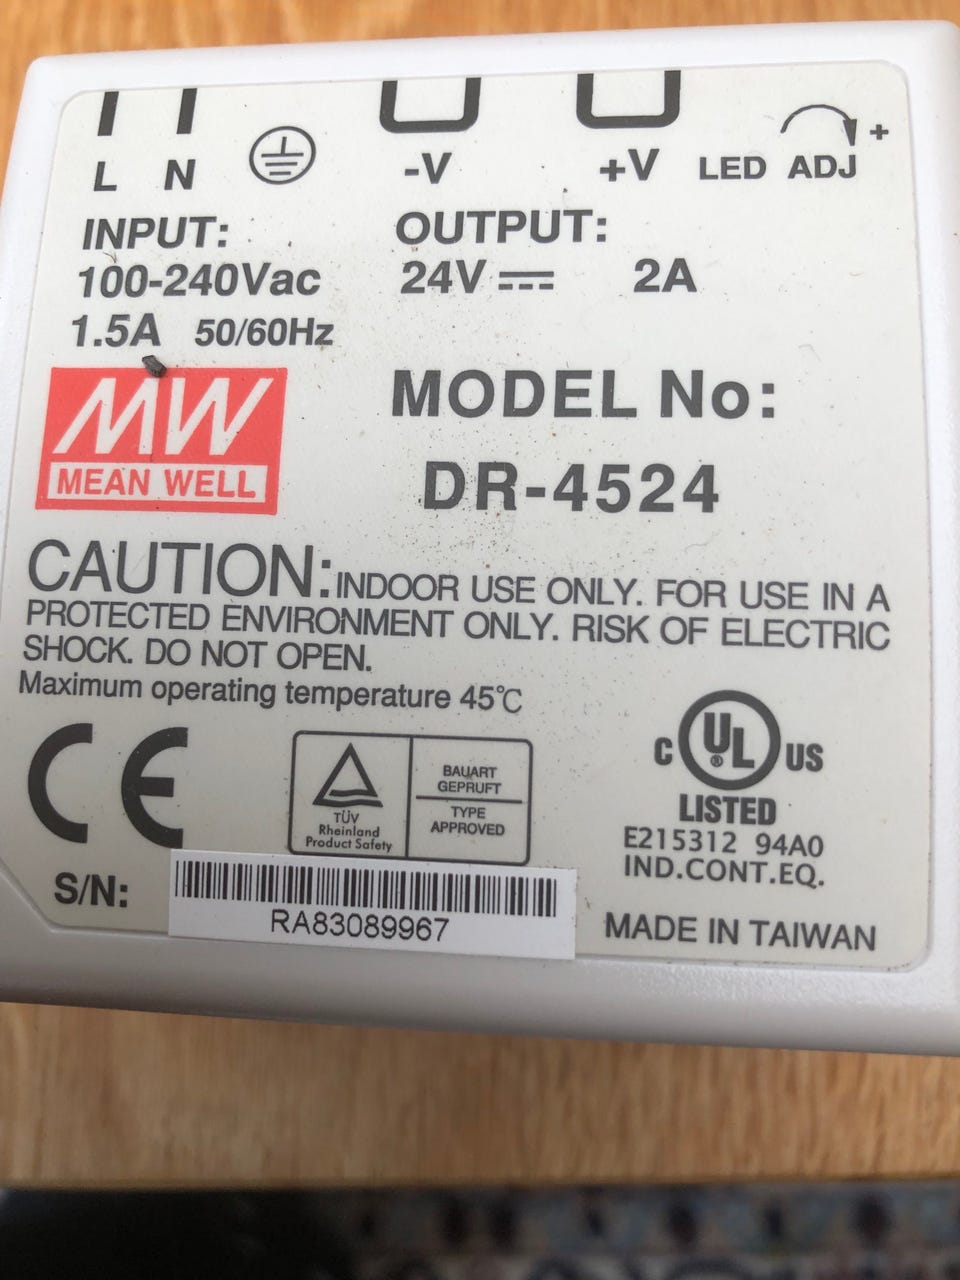 L N -V +V LED ADJ +
INPUT: OUTPUT:
100-240Vac 24V 2A
1.5A 50/60Hz
MW
MEAN WELL
MODEL No:
DR-4524
CAUTION:INDOOR USE ONLY. FOR USE IN A
PROTECTED ENVIRONMENT ONLY. RISK OF ELECTRIC
SHOCK. DO NOT OPEN.
Maximum operating temperature 45℃
CE
TÜV
Rheinland
Product Safety
BAUART
GEPRUFT
TYPE
APPROVED
C UL® US
LISTED
E215312 94A0
IND.CONT.EQ.
S/N:
RA83089967
MADE IN TAIWAN